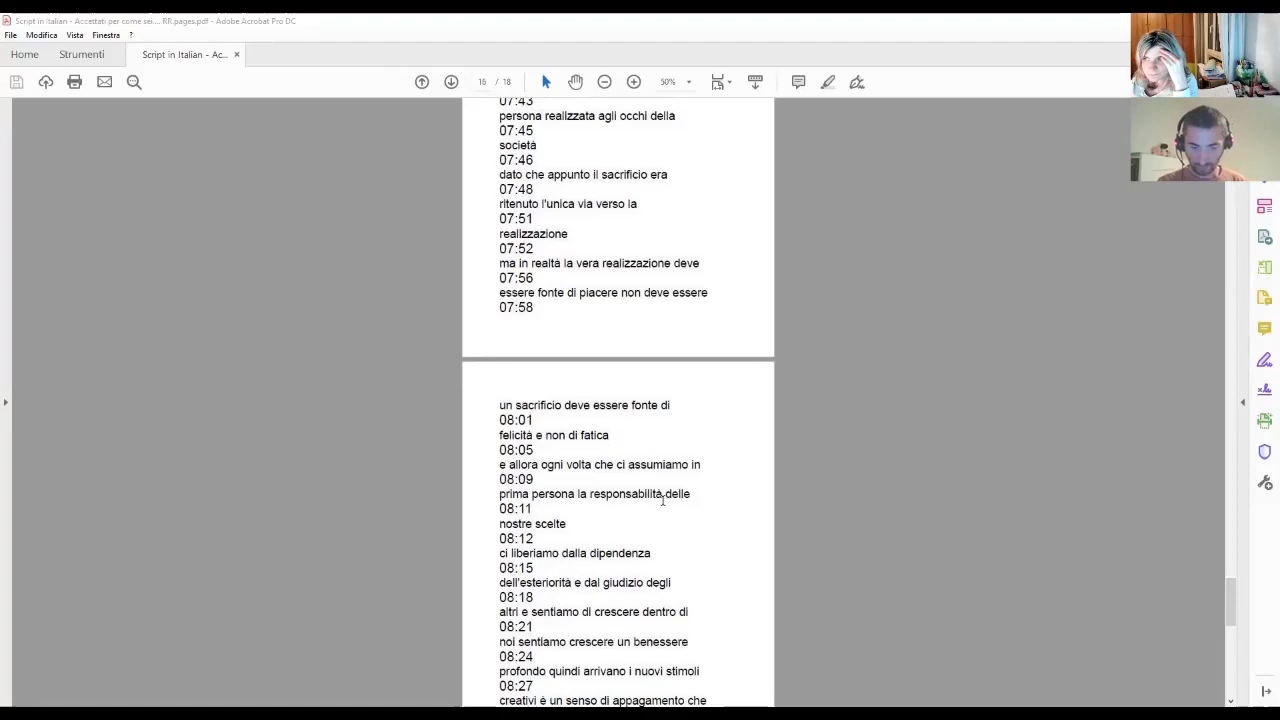 Script in Italian - Accettati per come sei.... RR.pages.pdf - Adobe Acrobat Pro DC
File Modifica Vista Finestra ?
Home Strumenti Script in Italian - Ac... ×
16 / 18 50%
07:43
persona realizzata agli occhi della
07:45
società
07:46
dato che appunto il sacrificio era
07:48
ritenuto l'unica via verso la
07:51
realizzazione
07:52
ma in realtà la vera realizzazione deve
07:56
essere fonte di piacere non deve essere
07:58
un sacrificio deve essere fonte di
08:01
felicità e non di fatica
08:05
e allora ogni volta che ci assumiamo in
08:09
prima persona la responsabilità delle
08:11
nostre scelte
08:12
ci liberiamo dalla dipendenza
08:15
dell'esteriorità e dal giudizio degli
08:18
altri e sentiamo di crescere dentro di
08:21
noi sentiamo crescere un benessere
08:24
profondo quindi arrivano i nuovi stimoli
08:27
creativi è un senso di appagamento che